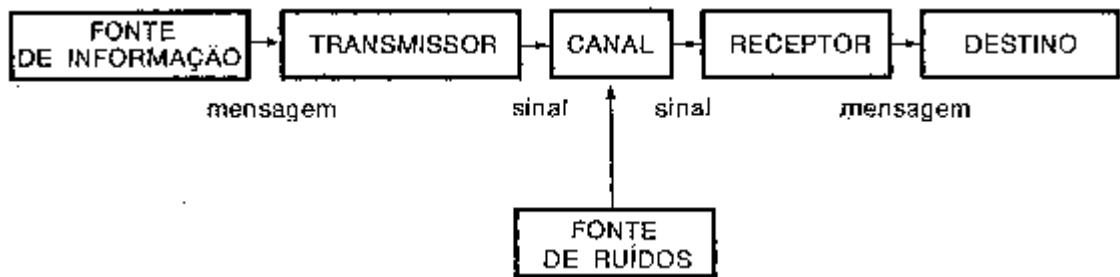 FONTE
DE INFORMAÇÃO
TRANSMISSOR
CANAL
RECEPTOR
DESTINO
mensagem
sinal
sinal
mensagem
FONTE
DE RUÍDOS